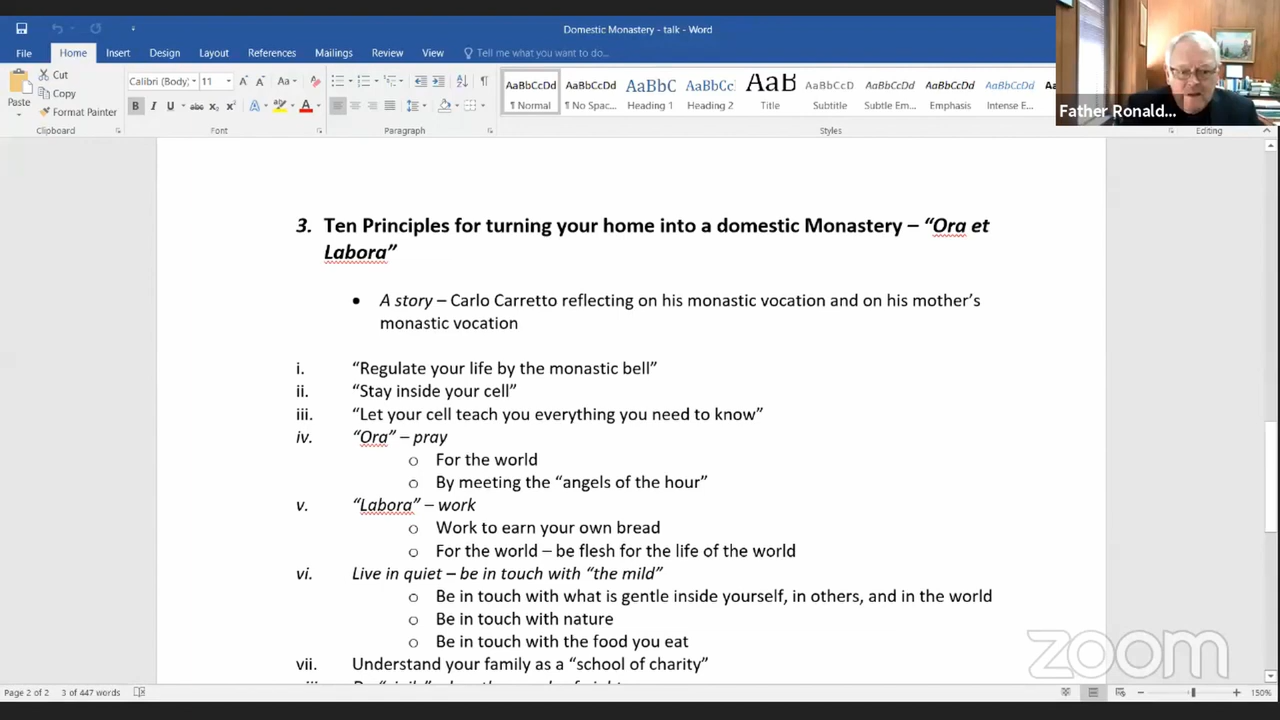 Domestic Monastery - talk - Word
File Home Insert Design Layout References Mailings Review View Tell me what you want to do...
Cut
Copy
Format Painter
Paste
Clipboard
Calibri (Body) 11
Font
Paragraph
AaBbCcDd AaBbCcDd AaBbC AaBbCc AaB AaBbCcD AaBbCcDd AaBbCcDd AaBbCcDd
¶ Normal ¶ No Spac... Heading 1 Heading 2 Title Subtitle Subtle Em... Emphasis Intense E...
Styles
Editing
Father Ronald...
3. Ten Principles for turning your home into a domestic Monastery – “Ora et
Labora”
• A story – Carlo Carretto reflecting on his monastic vocation and on his mother’s
monastic vocation
i. “Regulate your life by the monastic bell”
ii. “Stay inside your cell”
iii. “Let your cell teach you everything you need to know”
iv. “Ora” – pray
o For the world
o By meeting the “angels of the hour”
v. “Labora” – work
o Work to earn your own bread
o For the world – be flesh for the life of the world
vi. Live in quiet – be in touch with “the mild”
o Be in touch with what is gentle inside yourself, in others, and in the world
o Be in touch with nature
o Be in touch with the food you eat
vii. Understand your family as a “school of charity”
zoom
Page 2 of 2 3 of 447 words 150%